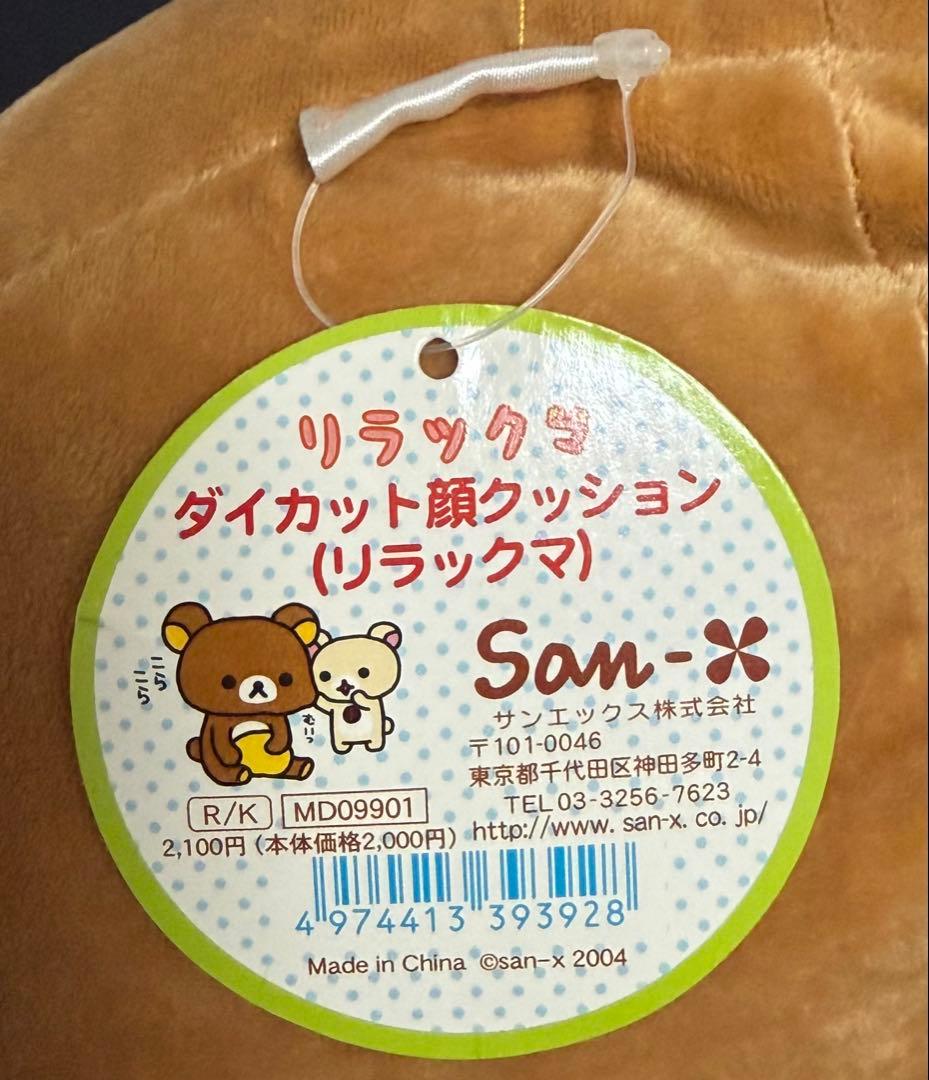 リラックマ
ダイカット顔クッション
(リラックマ)
こら
こら
むいっ
San-X
サンエックス株式会社
〒101-0046
東京都千代田区神田多町2-4
TEL 03-3256-7623
http://www. san-x. co. jp/
R/K MD09901
2,100円 (本体価格2,000円)
4 974413 393928
Made in China ©san-x 2004